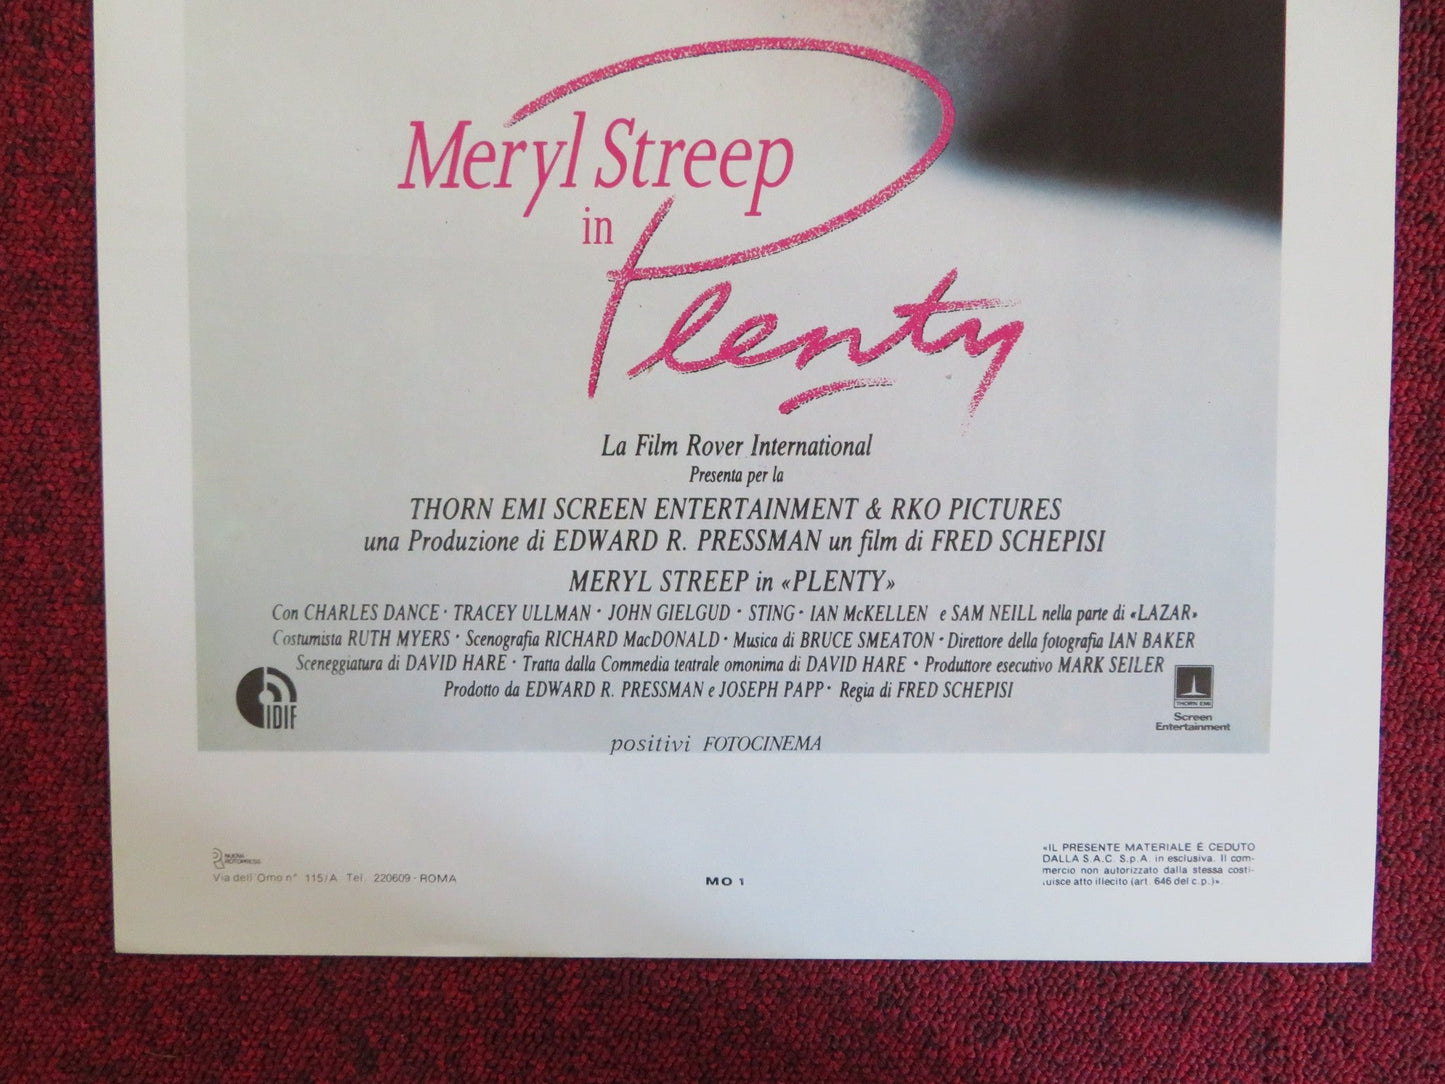 Meryl Streep
in
Plenty
La Film Rover International
Presenta per la
THORN EMI SCREEN ENTERTAINMENT & RKO PICTURES
una Produzione di EDWARD R. PRESSMAN un film di FRED SCHEPISI
MERYL STREEP in «PLENTY»
Con CHARLES DANCE · TRACEY ULLMAN · JOHN GIELGUD · STING · IAN McKELLEN e SAM NEILL nella parte di «LAZAR»
Costumista RUTH MYERS · Scenografia RICHARD MacDONALD · Musica di BRUCE SMEATON · Direttore della fotografia IAN BAKER
Sceneggiatura di DAVID HARE · Tratta dalla Commedia teatrale omonima di DAVID HARE · Produttore esecutivo MARK SEILER
Prodotto da EDWARD R. PRESSMAN e JOSEPH PAPP · Regia di FRED SCHEPISI
IDIF
THORN EMI
Screen
Entertainment
positivi FOTOCINEMA
NUOVA
ROTOPRESS
Via dell'Omo n° 115/A Tel. 220609 - ROMA
MO 1
«IL PRESENTE MATERIALE È CEDUTO
DALLA S.A.C. S.p.A. in esclusiva. Il com-
mercio non autorizzato dalla stessa costi-
tuisce atto illecito (art. 646 del c.p.)».